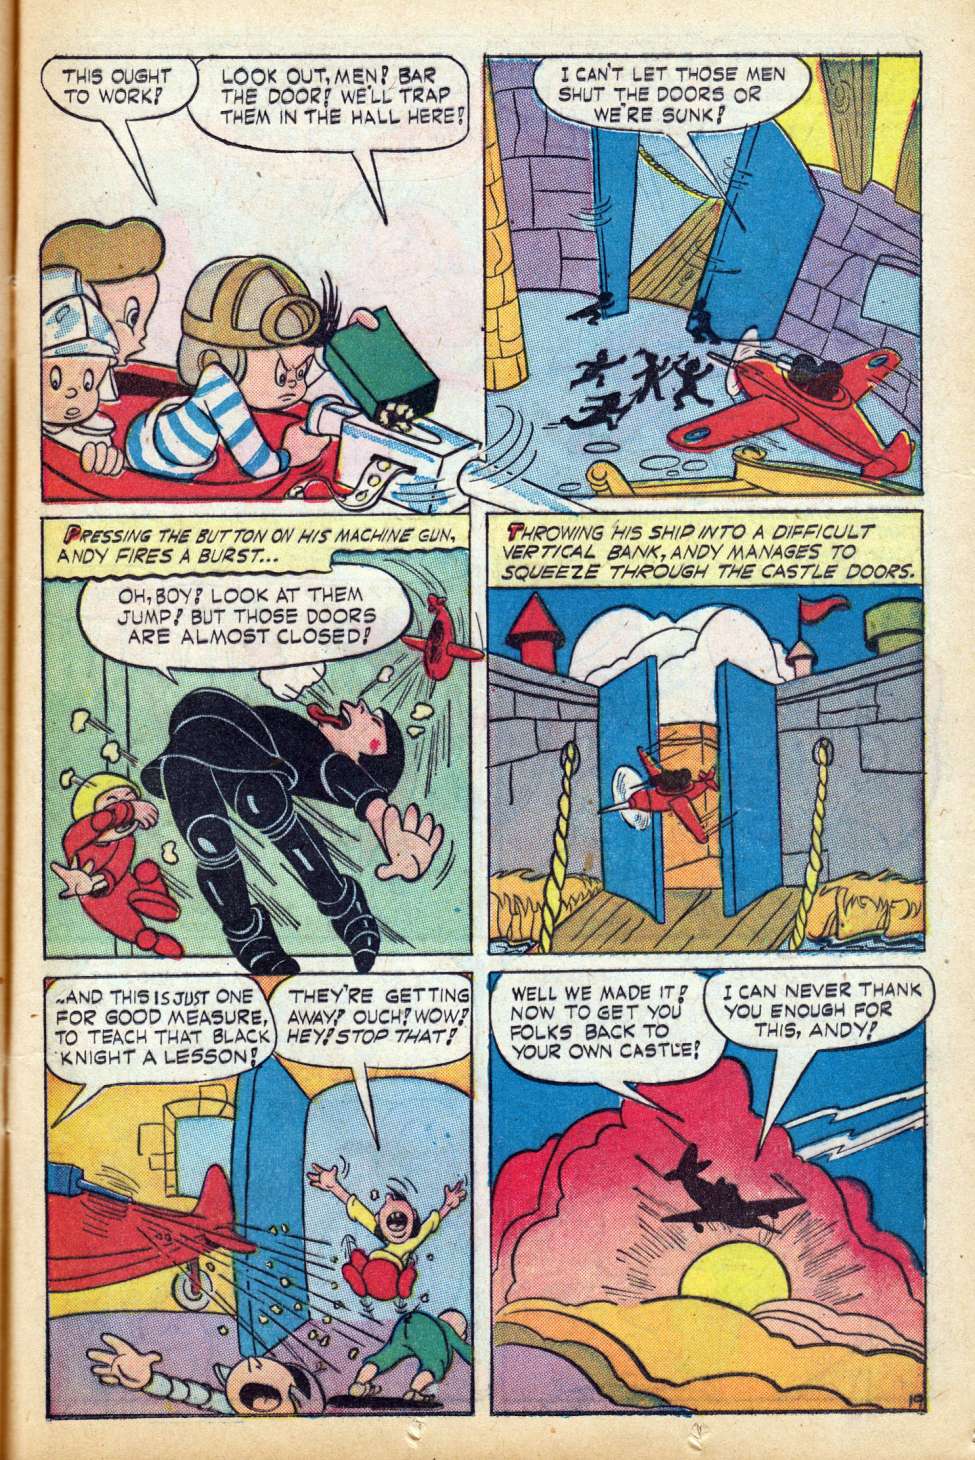 THIS OUGHT
TO WORK!
LOOK OUT, MEN! BAR
THE DOOR! WE'LL TRAP
THEM IN THE HALL HERE!
I CAN'T LET THOSE MEN
SHUT THE DOORS OR
WE'RE SUNK!
PRESSING THE BUTTON ON HIS MACHINE GUN,
ANDY FIRES A BURST...
OH, BOY! LOOK AT THEM
JUMP! BUT THOSE DOORS
ARE ALMOST CLOSED!
THROWING HIS SHIP INTO A DIFFICULT
VERTICAL BANK, ANDY MANAGES TO
SQUEEZE THROUGH THE CASTLE DOORS.
..AND THIS IS JUST ONE
FOR GOOD MEASURE,
TO TEACH THAT BLACK
KNIGHT A LESSON!
THEY'RE GETTING
AWAY! OUCH! WOW!
HEY! STOP THAT!
WELL WE MADE IT!
NOW TO GET YOU
FOLKS BACK TO
YOUR OWN CASTLE!
I CAN NEVER THANK
YOU ENOUGH FOR
THIS, ANDY!
19